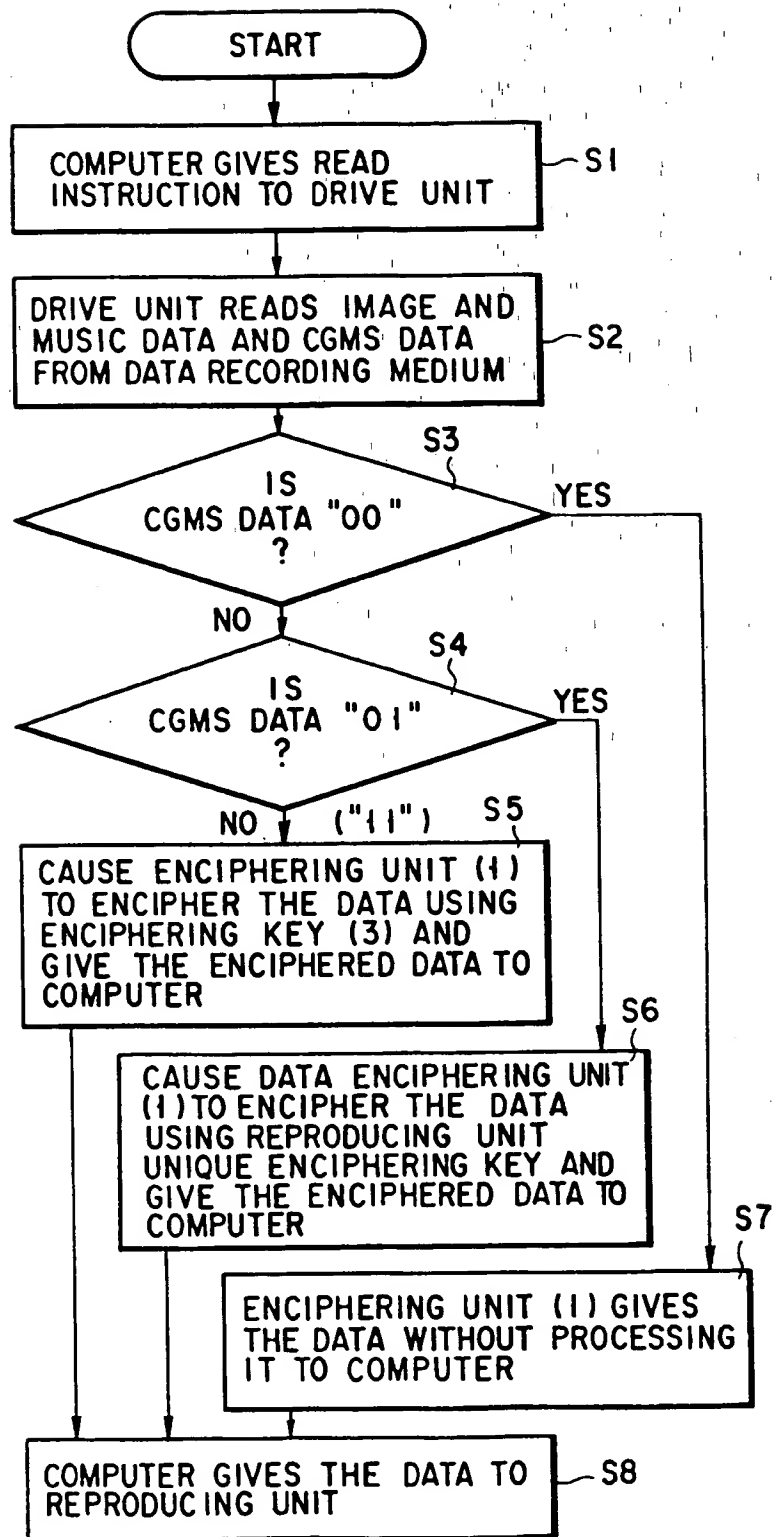 START
COMPUTER GIVES READ
INSTRUCTION TO DRIVE UNIT
S1
DRIVE UNIT READS IMAGE AND
MUSIC DATA AND CGMS DATA
FROM DATA RECORDING MEDIUM
S2
S3
IS
CGMS DATA "00"
?
YES
NO
S4
IS
CGMS DATA "01"
?
YES
NO ("11")
S5
CAUSE ENCIPHERING UNIT (1)
TO ENCIPHER THE DATA USING
ENCIPHERING KEY (3) AND
GIVE THE ENCIPHERED DATA TO
COMPUTER
S6
CAUSE DATA ENCIPHERING UNIT
(1) TO ENCIPHER THE DATA
USING REPRODUCING UNIT
UNIQUE ENCIPHERING KEY AND
GIVE THE ENCIPHERED DATA TO
COMPUTER
S7
ENCIPHERING UNIT (1) GIVES
THE DATA WITHOUT PROCESSING
IT TO COMPUTER
COMPUTER GIVES THE DATA TO
REPRODUCING UNIT
S8